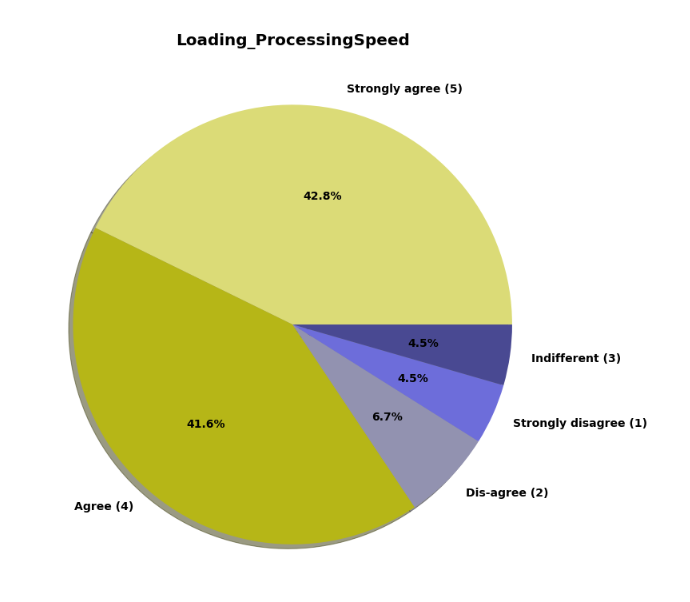 Loading_ProcessingSpeed
Strongly agree (5)
42.8%
4.5%
Indifferent (3)
4.5%
Strongly disagree (1)
6.7%
41.6%
Dis-agree (2)
Agree (4)